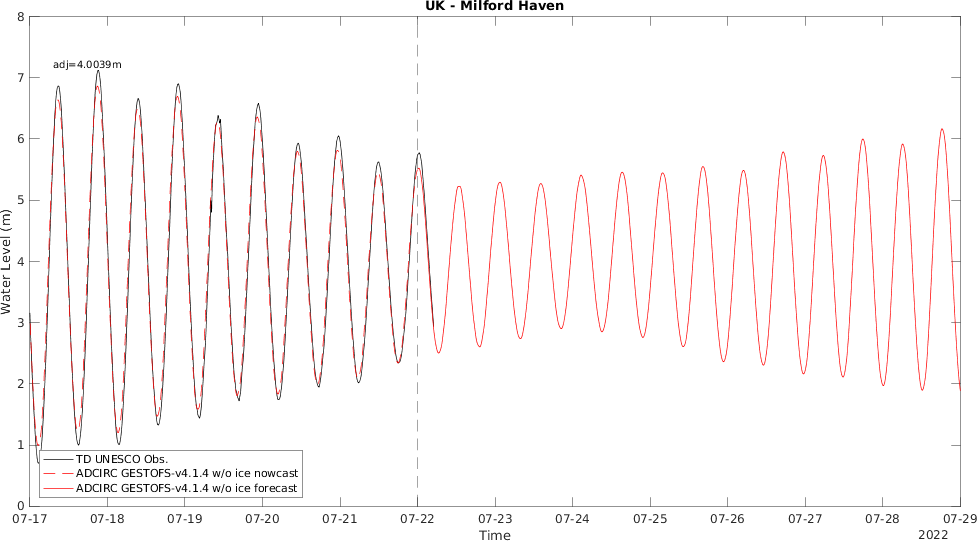 UK - Milford Haven
8
7
6
5
4
3
2
1
0
Water Level (m)
adj=4.0039m
TD UNESCO Obs.
ADCIRC GESTOFS-v4.1.4 w/o ice nowcast
ADCIRC GESTOFS-v4.1.4 w/o ice forecast
07-17 07-18 07-19 07-20 07-21 07-22 07-23 07-24 07-25 07-26 07-27 07-28 07-29
Time
2022